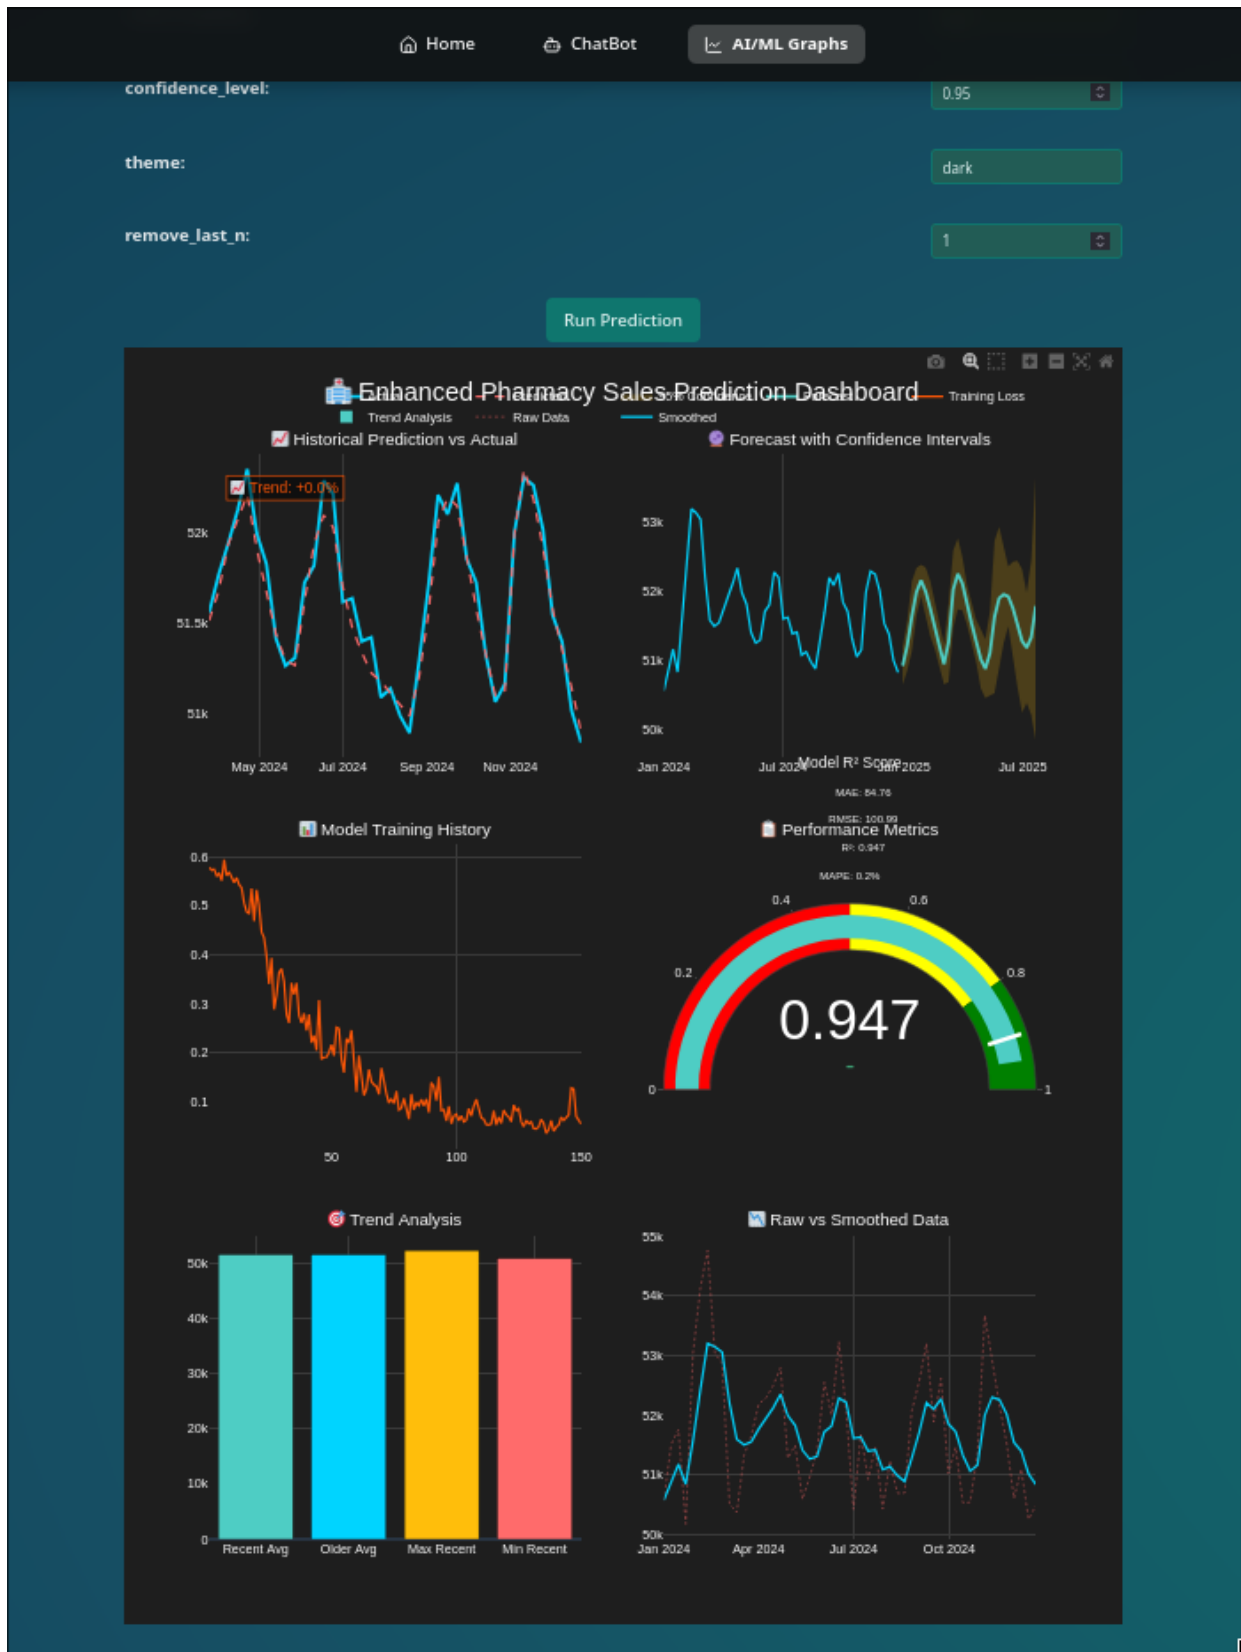 Home ChatBot AI/ML Graphs
confidence_level: 0.95
theme: dark
remove_last_n: 1
Run Prediction
Enhanced Pharmacy Sales Prediction Dashboard
Training Loss
Trend Analysis Raw Data Smoothed
Historical Prediction vs Actual
Trend: +0.0%
52k
51.5k
51k
May 2024 Jul 2024 Sep 2024 Nov 2024
Forecast with Confidence Intervals
53k
52k
51k
50k
Jan 2024 Jul 2024 Jan 2025 Jul 2025
Model Training History
0.6
0.5
0.4
0.3
0.2
0.1
50 100 150
Model R² Score
MAE: 84.76
RMSE: 100.99
Performance Metrics
R²: 0.947
MAPE: 0.2%
0.4 0.6
0.2 0.8
0.947
-
0 1
Trend Analysis
50k
40k
30k
20k
10k
0
Recent Avg Older Avg Max Recent Min Recent
Raw vs Smoothed Data
55k
54k
53k
52k
51k
50k
Jan 2024 Apr 2024 Jul 2024 Oct 2024